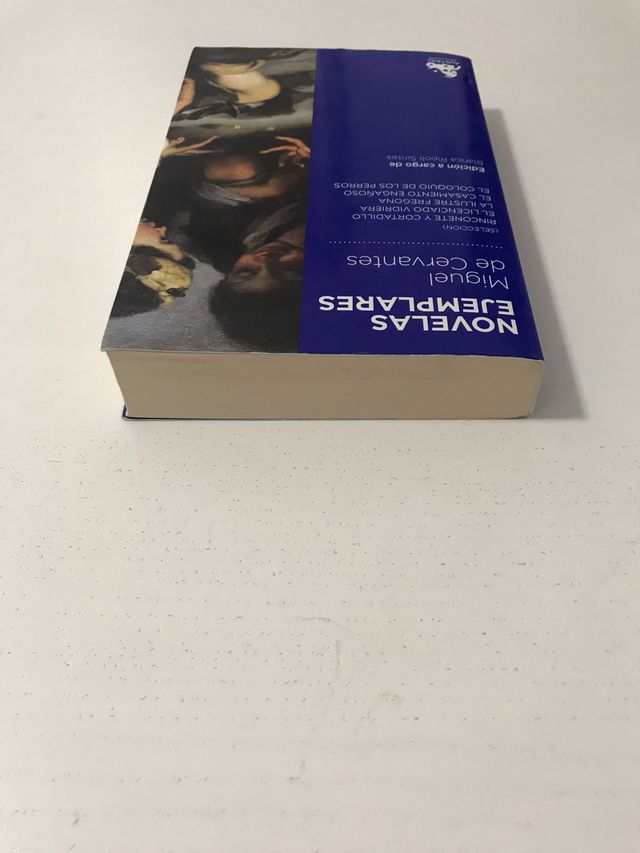 NOVELAS
EJEMPLARES
Miguel
de Cervantes
(SELECCIÓN)
RINCONETE Y CORTADILLO
EL LICENCIADO VIDRIERA
LA ILUSTRE FREGONA
EL CASAMIENTO ENGAÑOSO
EL COLOQUIO DE LOS PERROS
Edición a cargo de
Blanca Ripoll Sintes
AUSTRAL